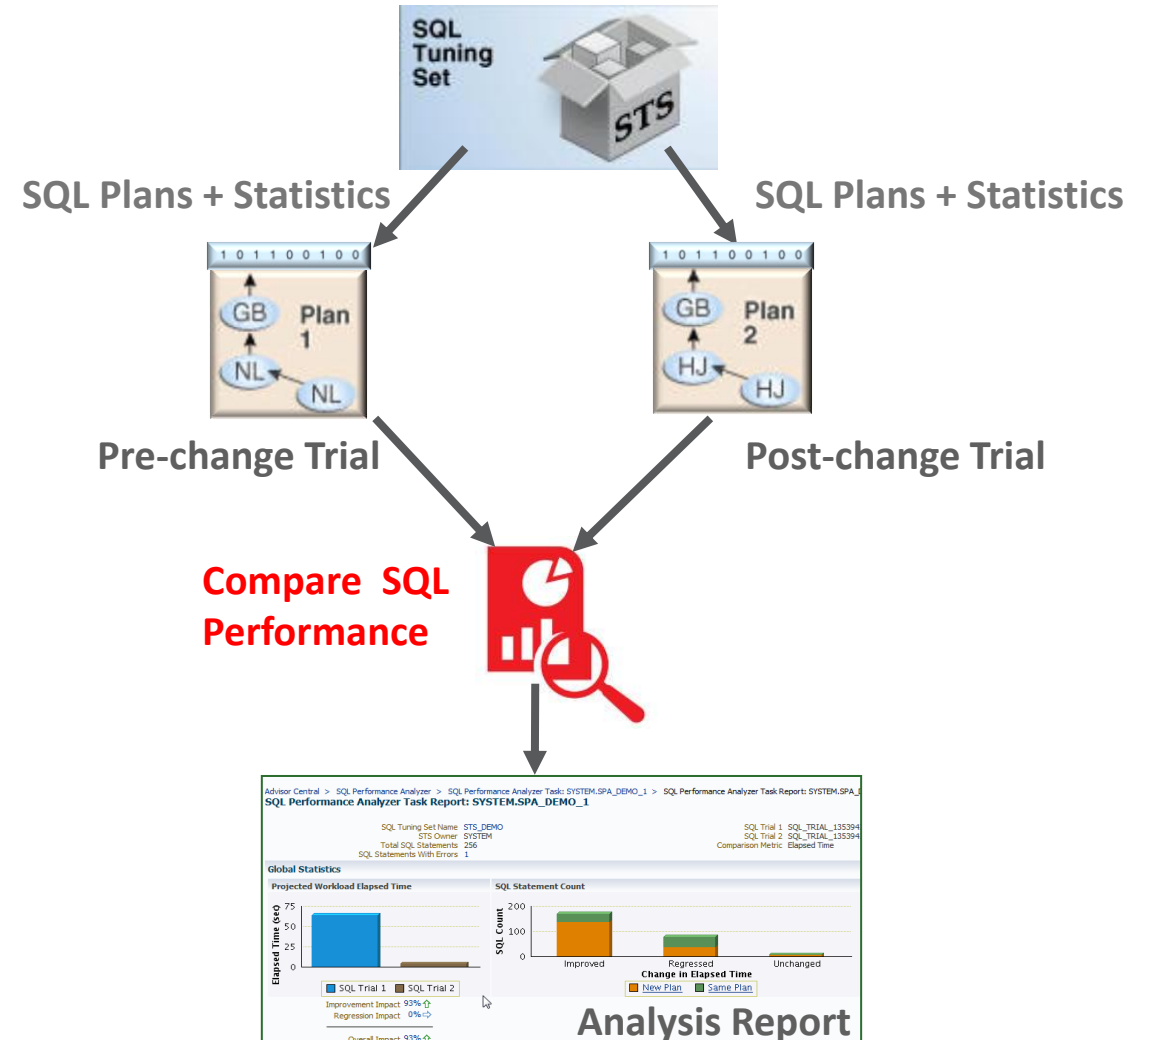 SQL
Tuning
Set
STS
SQL Plans + Statistics
SQL Plans + Statistics
1 0 1 1 0 0 1 0 0
GB
Plan
1
NL
NL
1 0 1 1 0 0 1 0 0
GB
Plan
2
HJ
HJ
Pre-change Trial
Post-change Trial
Compare SQL
Performance
Advisor Central > SQL Performance Analyzer > SQL Performance Analyzer Task: SYSTEM.SPA_DEMO_1 > SQL Performance Analyzer Task Report: SYSTEM.SPA_
SQL Performance Analyzer Task Report: SYSTEM.SPA_DEMO_1
SQL Tuning Set Name STS_DEMO
STS Owner SYSTEM
Total SQL Statements 256
SQL Statements With Errors 1
SQL Trial 1 SQL_TRIAL_135394
SQL Trial 2 SQL_TRIAL_135394
Comparison Metric Elapsed Time
Global Statistics
Projected Workload Elapsed Time
Elapsed Time (sec)
75
50
25
0
SQL Trial 1 SQL Trial 2
Improvement Impact 93%
Regression Impact 0%
Overall Impact 93%
SQL Statement Count
SQL Count
200
100
0
Improved Regressed Unchanged
Change in Elapsed Time
New Plan Same Plan
Analysis Report